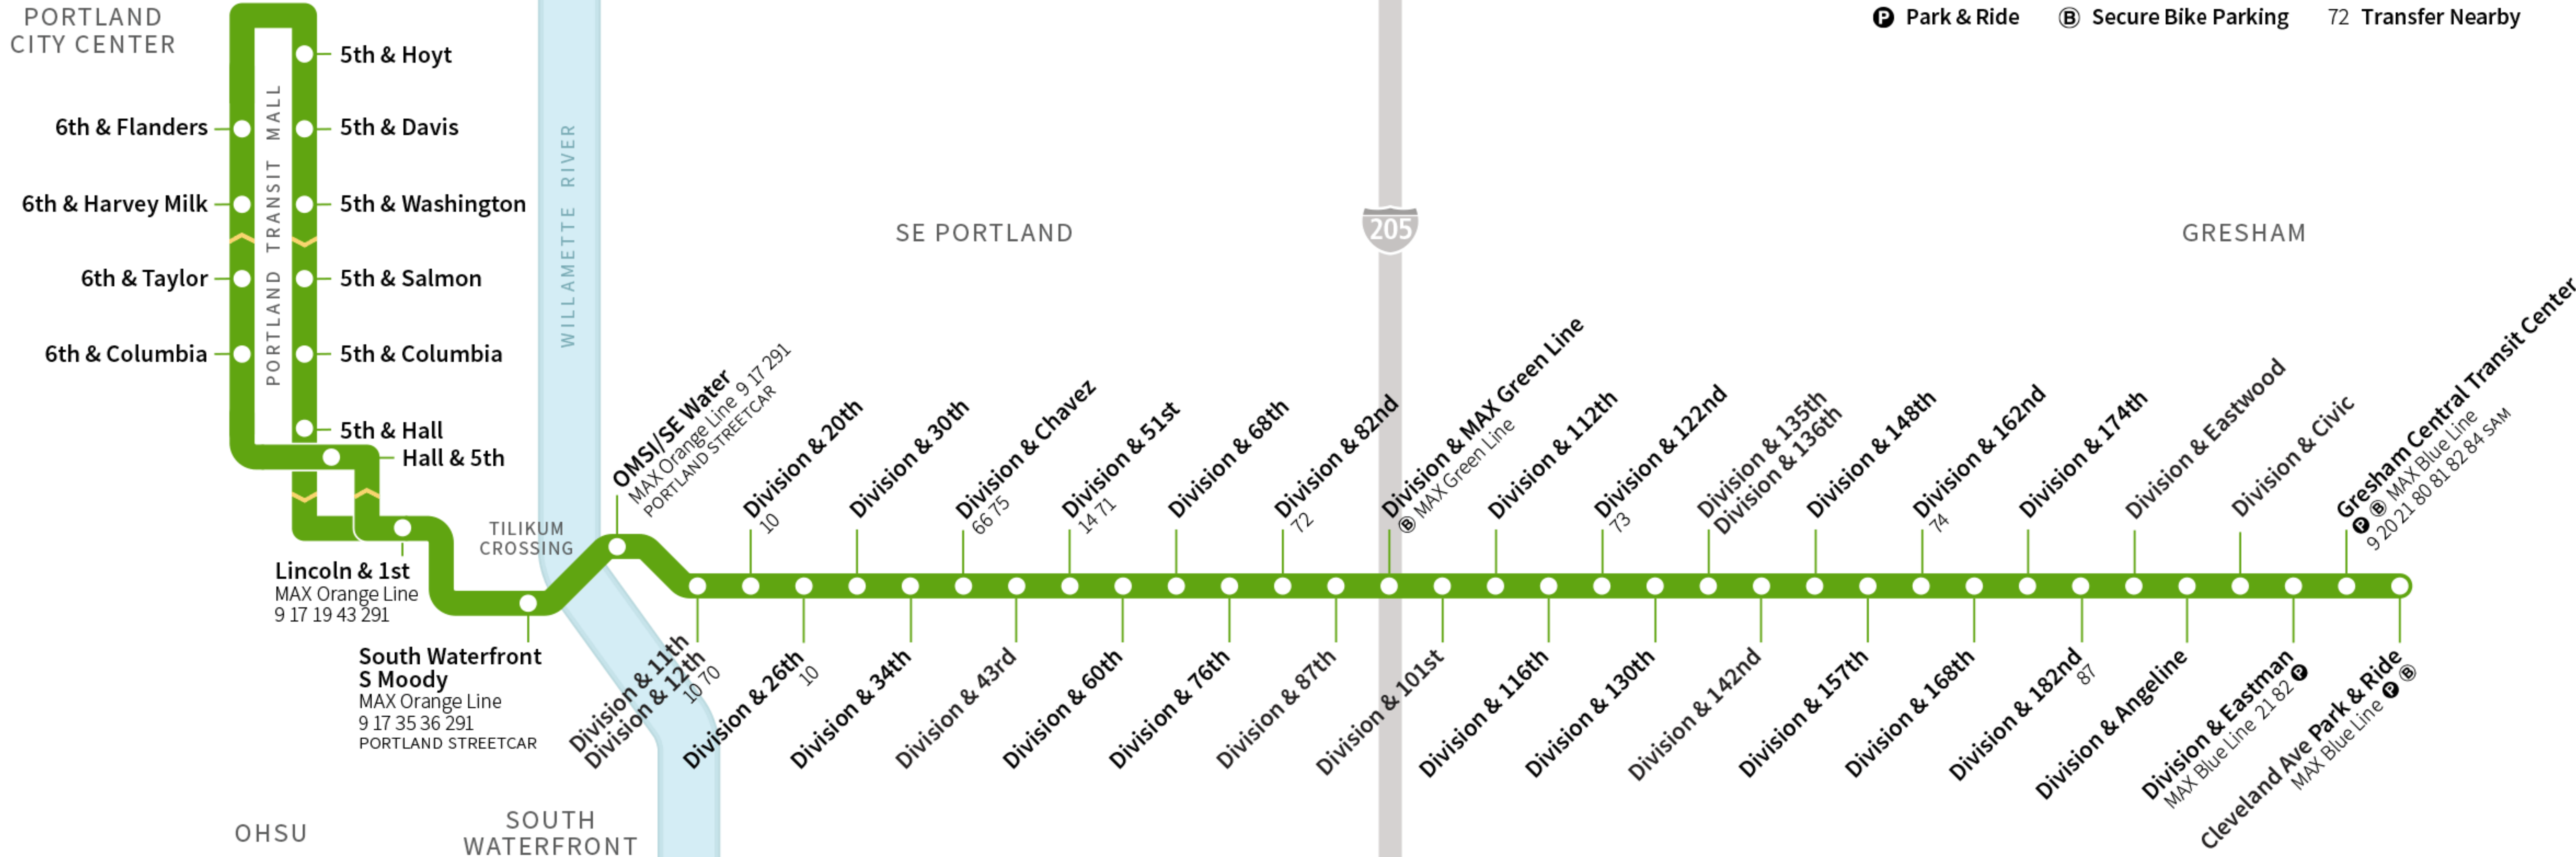 PORTLAND
CITY CENTER
P Park & Ride
B Secure Bike Parking
72 Transfer Nearby
5th & Hoyt
6th & Flanders
5th & Davis
6th & Harvey Milk
5th & Washington
6th & Taylor
5th & Salmon
6th & Columbia
5th & Columbia
5th & Hall
Hall & 5th
PORTLAND TRANSIT MALL
WILLAMETTE RIVER
SE PORTLAND
205
GRESHAM
Lincoln & 1st
MAX Orange Line
9 17 19 43 291
TILIKUM
CROSSING
South Waterfront
S Moody
MAX Orange Line
9 17 35 36 291
PORTLAND STREETCAR
OMSI/SE Water
MAX Orange Line 9 17 291
PORTLAND STREETCAR
Division & 11th
Division & 12th
10 70
Division & 20th
10
Division & 26th
10
Division & 30th
Division & 34th
Division & Chavez
66 75
Division & 43rd
Division & 51st
14 71
Division & 60th
Division & 68th
Division & 76th
Division & 82nd
72
Division & 87th
Division & MAX Green Line
B MAX Green Line
Division & 101st
Division & 112th
Division & 116th
Division & 122nd
73
Division & 130th
Division & 135th
Division & 136th
Division & 142nd
Division & 148th
Division & 157th
Division & 162nd
74
Division & 168th
Division & 174th
Division & 182nd
87
Division & Eastwood
Division & Angeline
Division & Civic
Division & Eastman
MAX Blue Line 21 82 P
Gresham Central Transit Center
P B MAX Blue Line
9 20 21 80 81 82 84 SAM
Cleveland Ave Park & Ride
MAX Blue Line P B
OHSU
SOUTH
WATERFRONT